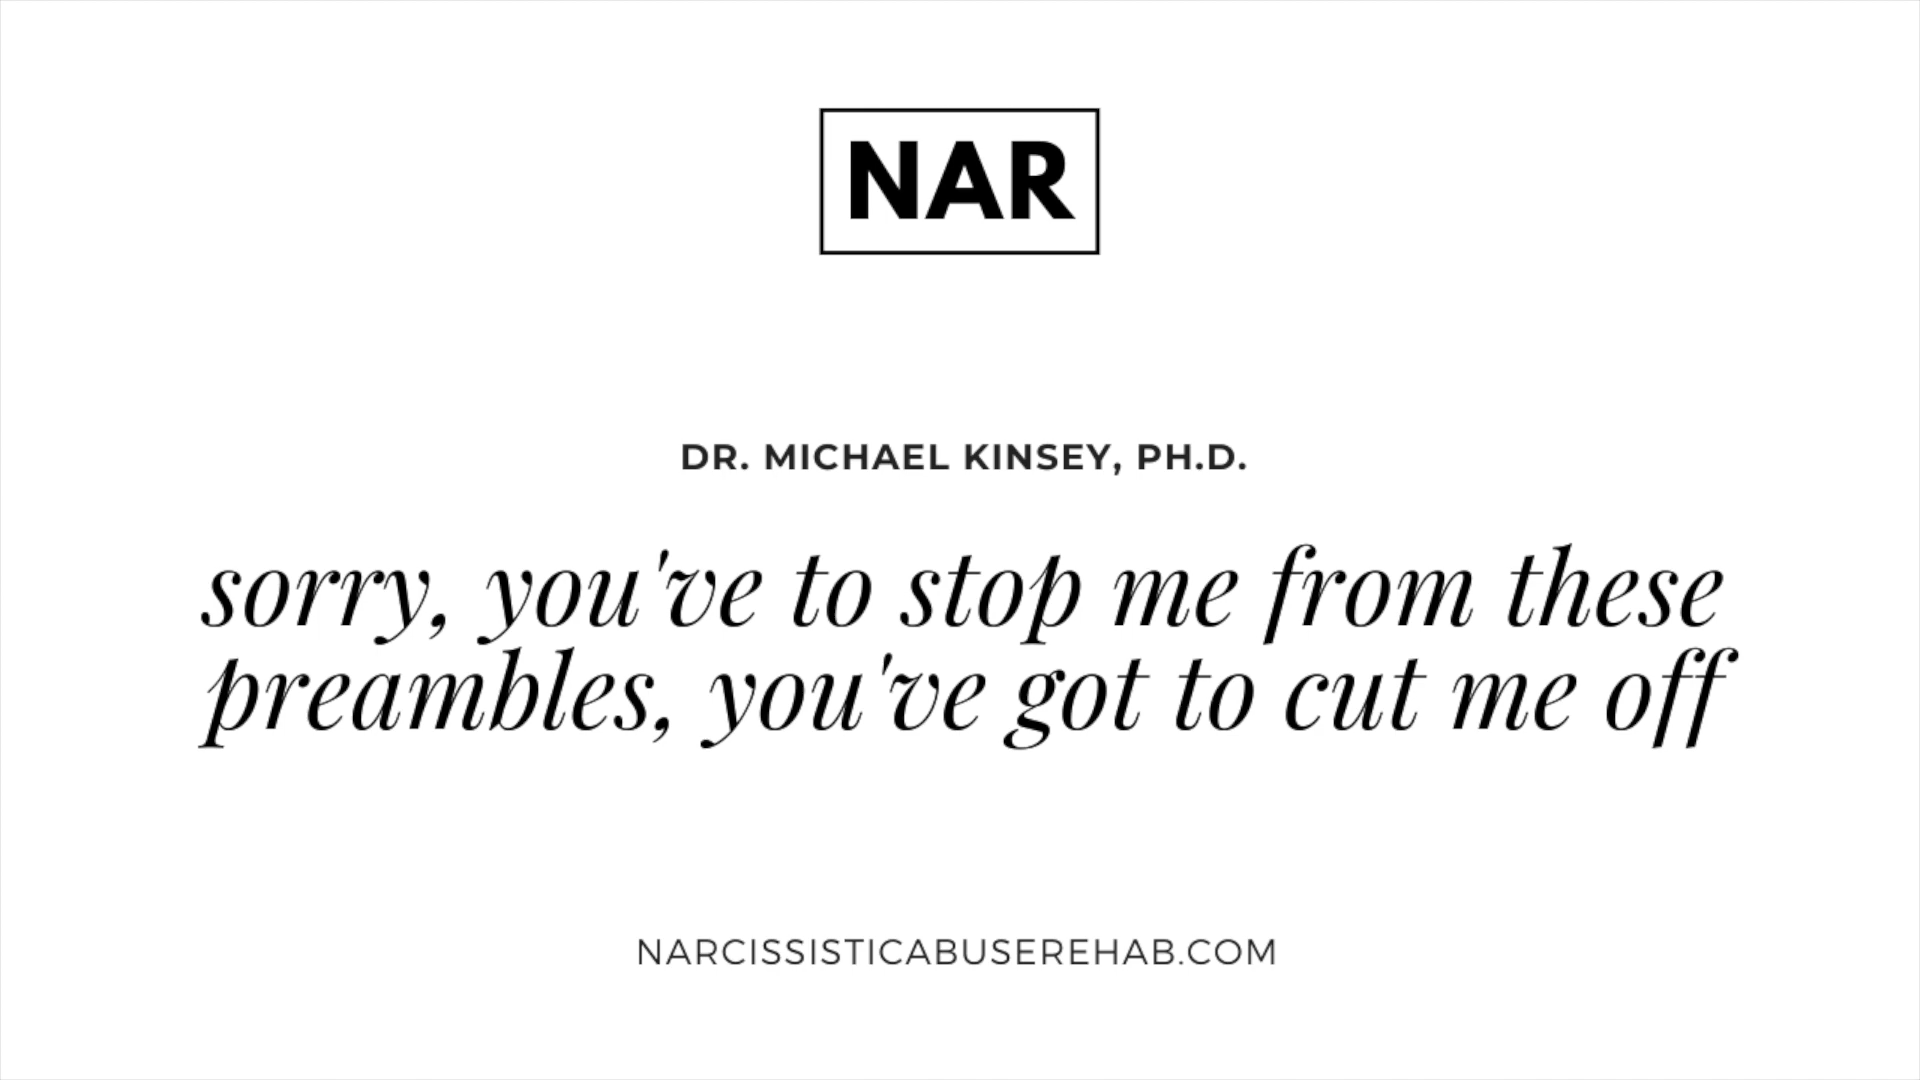 NAR
DR. MICHAEL KINSEY, PH.D.
sorry, you've to stop me from these
preambles, you've got to cut me off
NARCISSISTICABUSEREHAB.COM